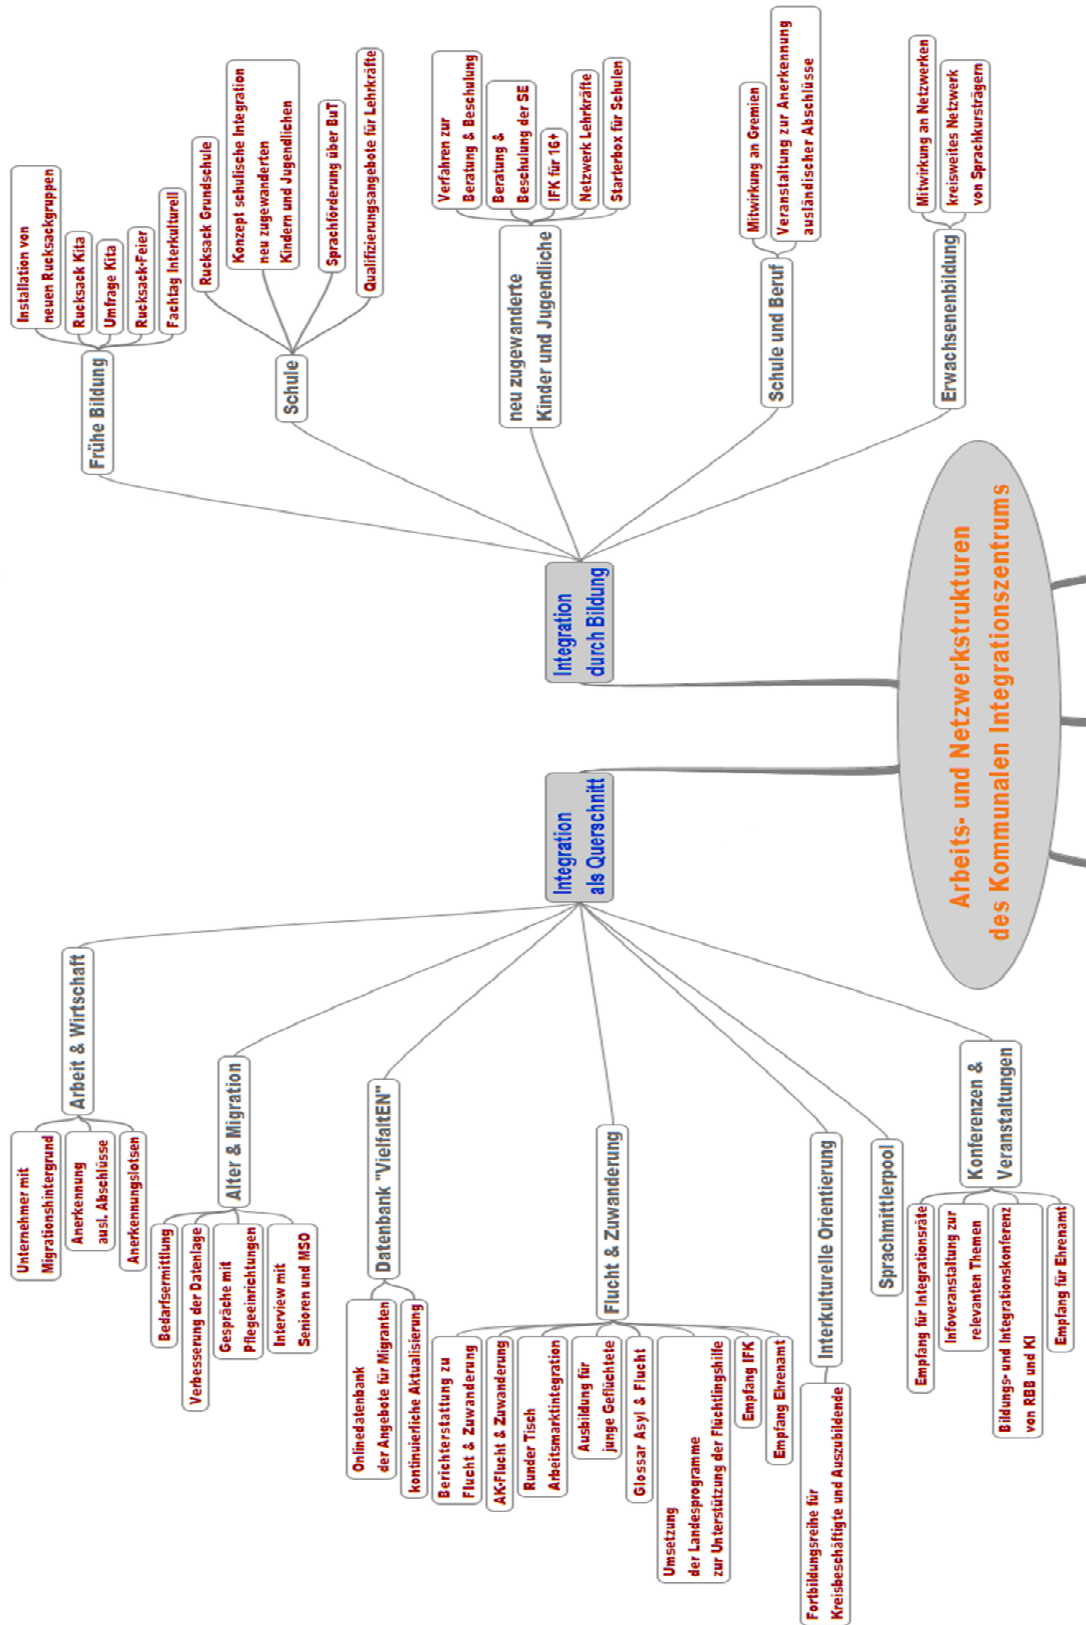 Arbeits- und Netzwerkstrukturen
des Kommunalen Integrationszentrums
Integration
als Querschnitt
Arbeit & Wirtschaft
Unternehmer mit
Migrationshintergrund
Anerkennung
ausl. Abschlüsse
Anerkennungslotsen
Alter & Migration
Bedarfsermittlung
Verbesserung der Datenlage
Gespräche mit
Pflegeeinrichtungen
Interview mit
Senioren und MSO
Datenbank "VielfaltEN"
Onlinedatenbank
der Angebote für Migranten
kontinuierliche Aktualisierung
Flucht & Zuwanderung
Berichterstattung zu
Flucht & Zuwanderung
AK-Flucht & Zuwanderung
Runder Tisch
Arbeitsmarktintegration
Ausbildung für
junge Geflüchtete
Glossar Asyl & Flucht
Umsetzung
der Landesprogramme
zur Unterstützung der Flüchtlingshilfe
Empfang IFK
Empfang Ehrenamt
Interkulturelle Orientierung
Fortbildungsreihe für
Kreisbeschäftigte und Auszubildende
Sprachmittlerpool
Konferenzen &
Veranstaltungen
Empfang für Integrationsräte
Infoveranstaltung zur
relevanten Themen
Bildungs- und Integrationskonferenz
von RBB und KI
Empfang für Ehrenamt
Integration
durch Bildung
Frühe Bildung
Installation von
neuen Rucksackgruppen
Rucksack Kita
Umfrage Kita
Rucksack-Feier
Fachtag Interkulturell
Schule
Rucksack Grundschule
Konzept schulische Integration
neu zugewanderten
Kindern und Jugendlichen
Sprachförderung über BuT
Qualifizierungsangebote für Lehrkräfte
neu zugewanderte
Kinder und Jugendliche
Verfahren zur
Beratung & Beschulung
Beratung &
Beschulung der SE
IFK für 16+
Netzwerk Lehrkräfte
Starterbox für Schulen
Schule und Beruf
Mitwirkung an Gremien
Veranstaltung zur Anerkennung
ausländischer Abschlüsse
Erwachsenenbildung
Mitwirkung an Netzwerken
kreisweites Netzwerk
von Sprachkursträgern